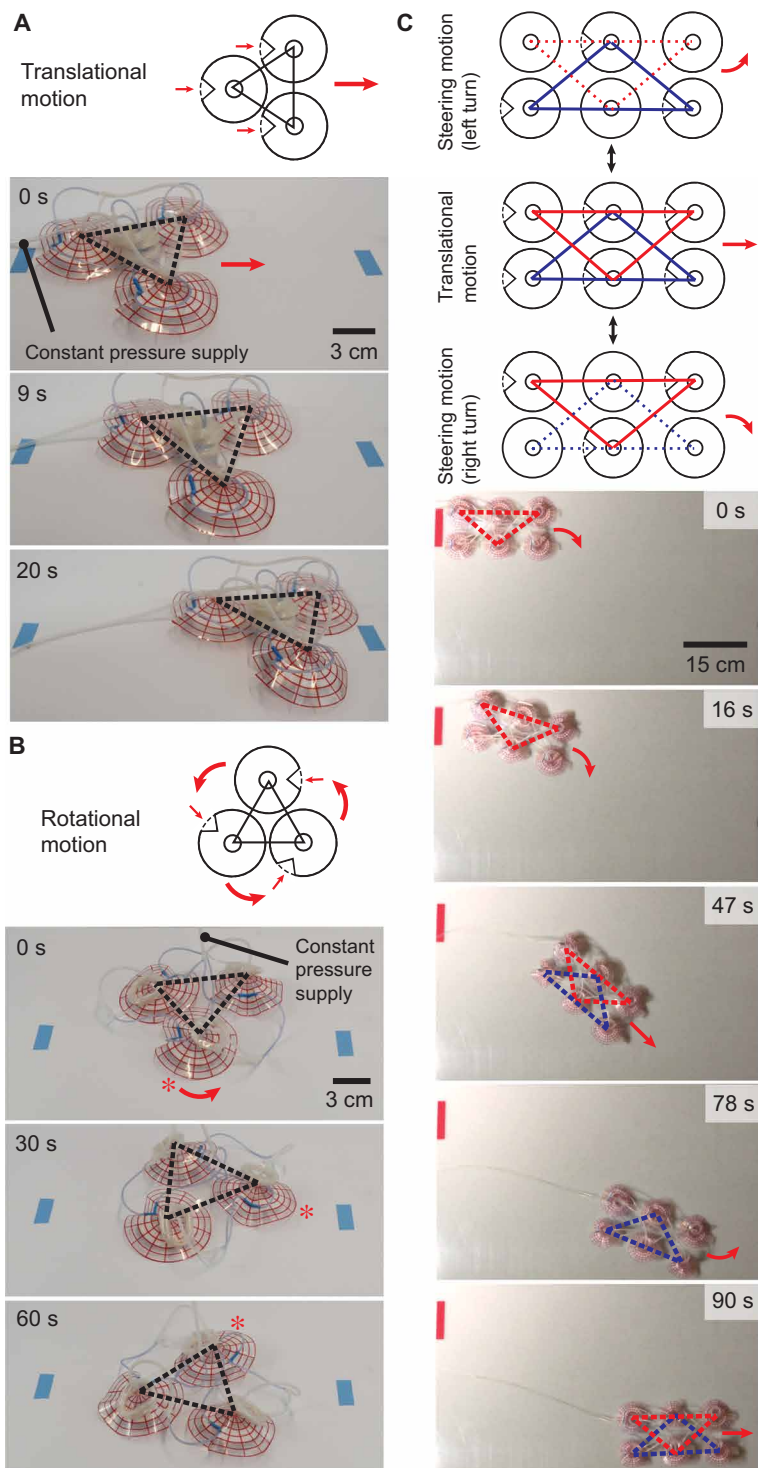 A
Translational
motion
0 s
Constant pressure supply
3 cm
9 s
20 s
B
Rotational
motion
0 s
Constant
pressure
supply
*
3 cm
30 s
*
60 s
*
C
Steering motion
(left turn)
Translational
motion
Steering motion
(right turn)
0 s
15 cm
16 s
47 s
78 s
90 s